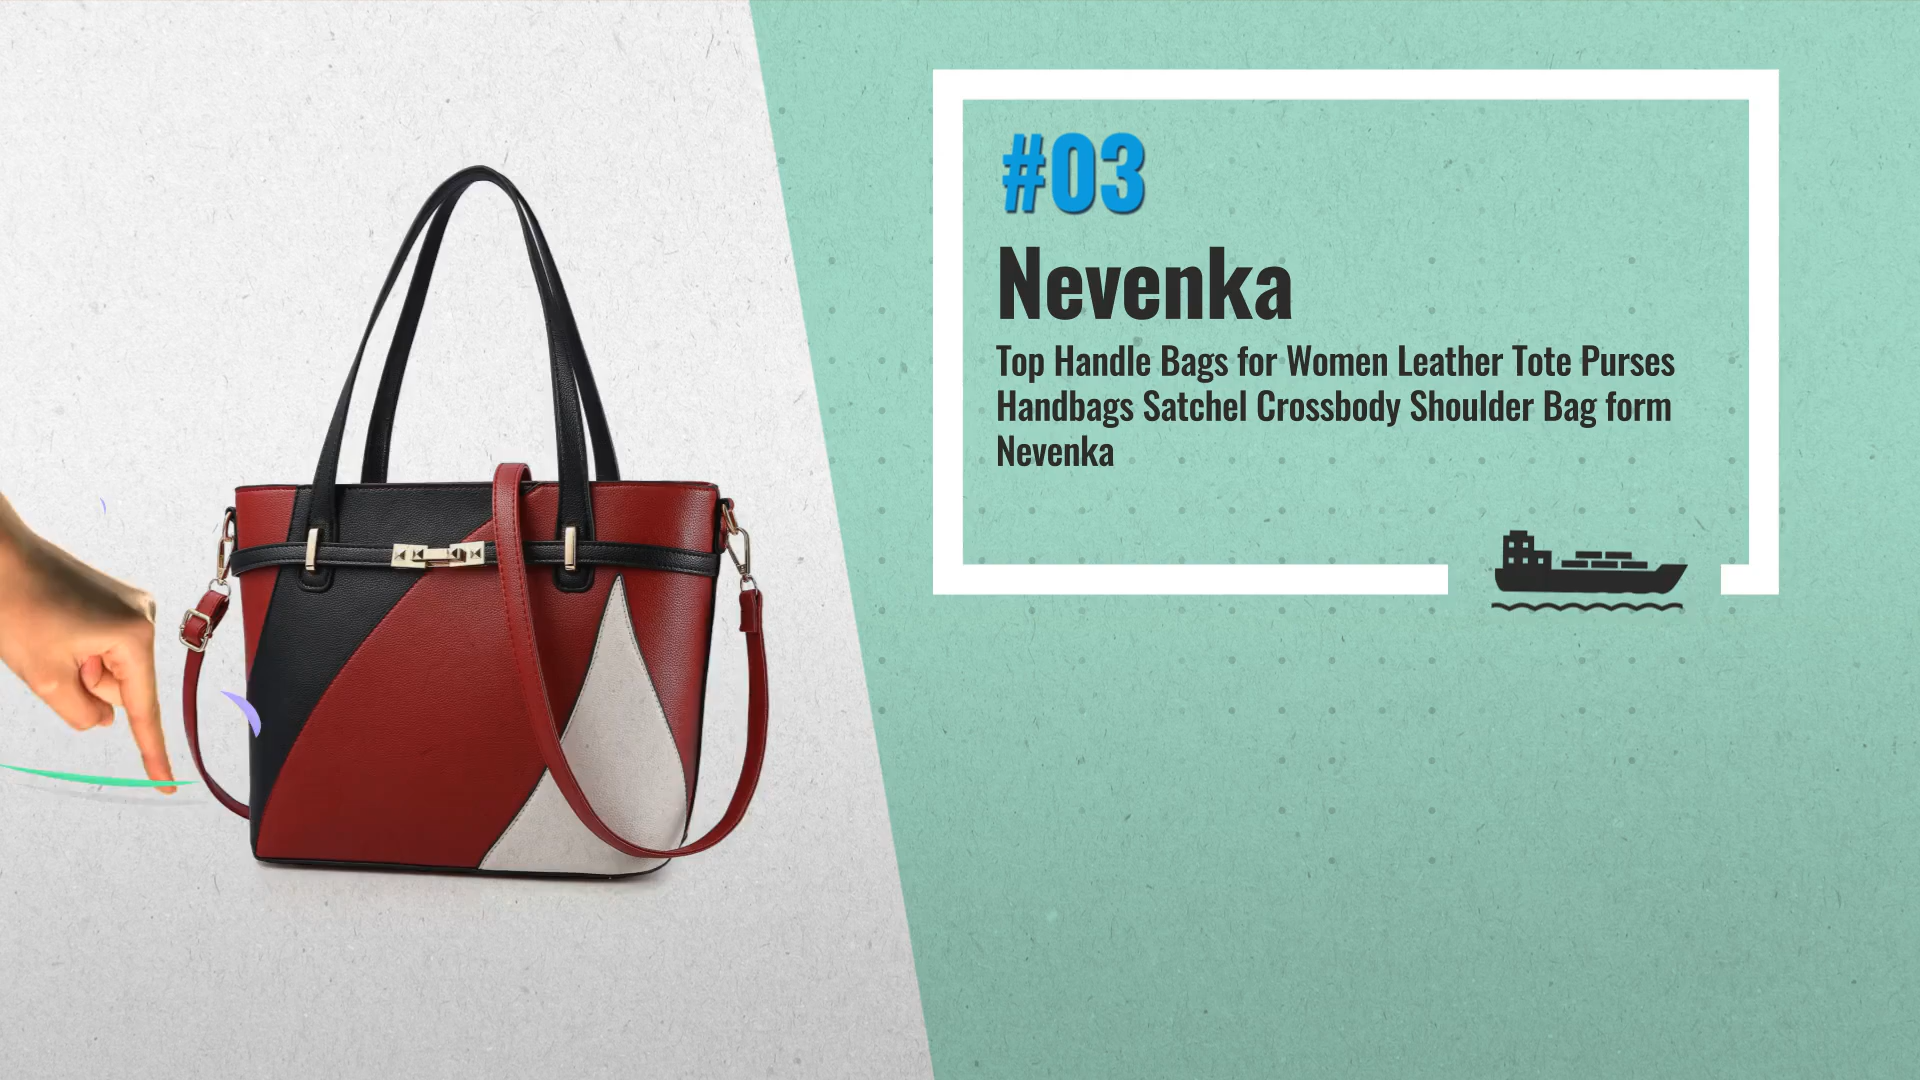 #03
Nevenka
Top Handle Bags for Women Leather Tote Purses
Handbags Satchel Crossbody Shoulder Bag form
Nevenka